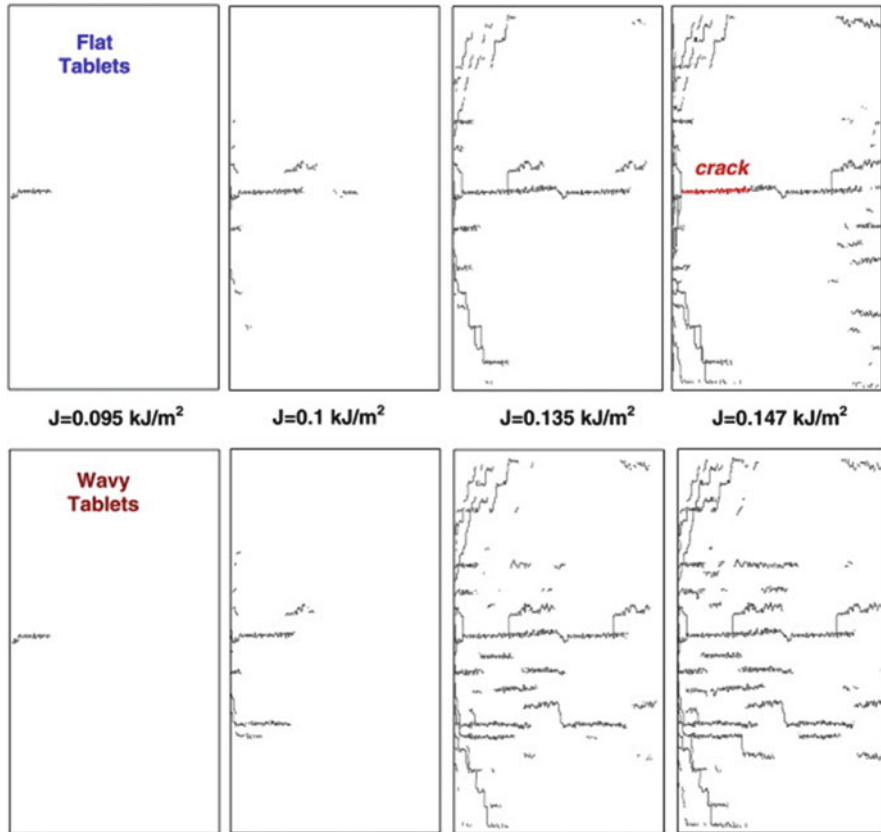 Flat
Tablets
crack
J=0.095 kJ/m²
J=0.1 kJ/m²
J=0.135 kJ/m²
J=0.147 kJ/m²
Wavy
Tablets